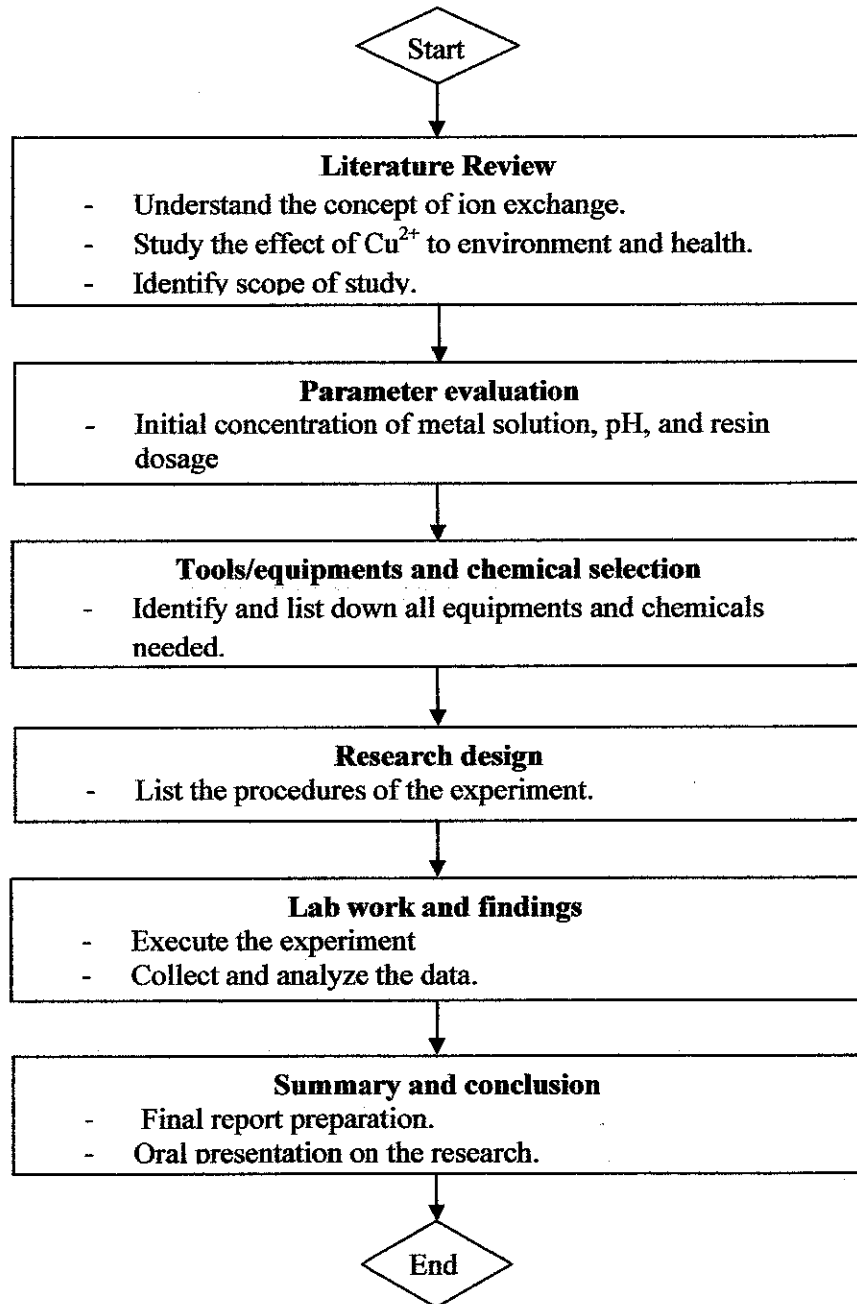 Start
Literature Review
- Understand the concept of ion exchange.
- Study the effect of Cu²⁺ to environment and health.
- Identify scope of study.
Parameter evaluation
- Initial concentration of metal solution, pH, and resin
dosage
Tools/equipments and chemical selection
- Identify and list down all equipments and chemicals
needed.
Research design
- List the procedures of the experiment.
Lab work and findings
- Execute the experiment
- Collect and analyze the data.
Summary and conclusion
- Final report preparation.
- Oral presentation on the research.
End